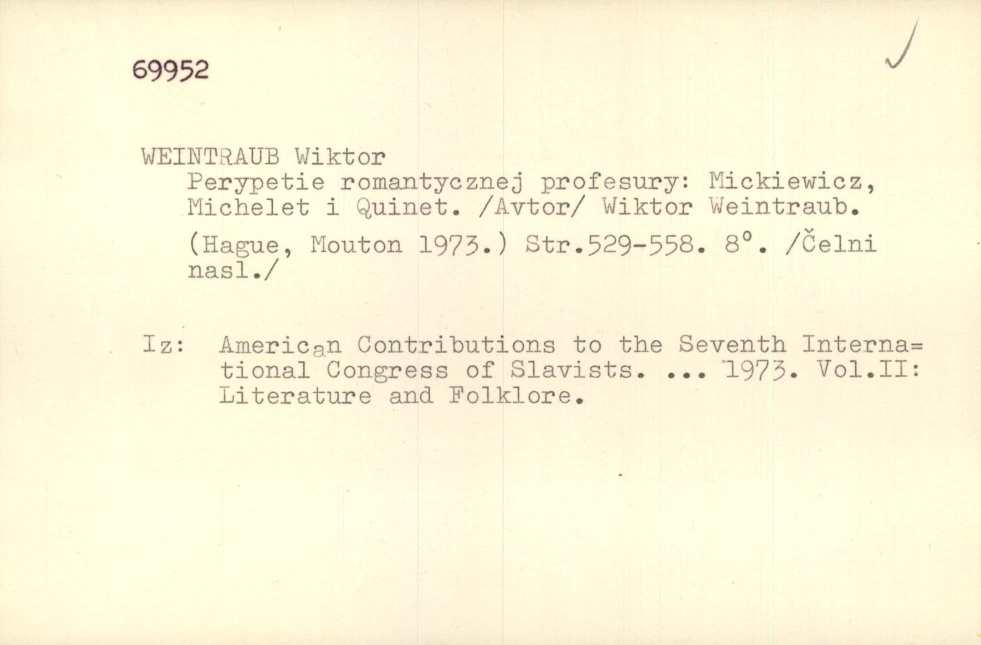 69952
WEINTRAUB Wiktor
Perypetie romantycznej profesury: Mickiewicz,
Michelet i Quinet. /Avtor/ Wiktor Weintraub.
(Hague, Mouton 1973.) Str.529-558. 8°. /Čelni
nasl./
Iz: American Contributions to the Seventh Interna=
tional Congress of Slavists. ... 1973. Vol.II:
Literature and Folklore.